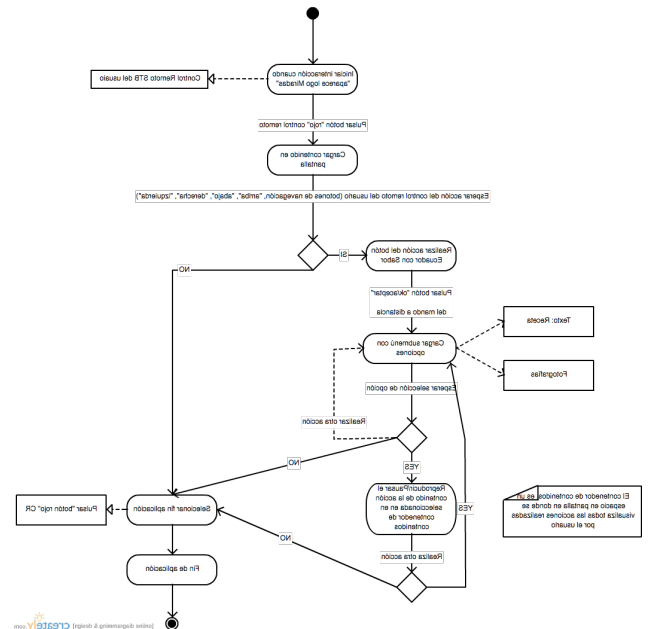 Iniciar interacción cuando
"aparece logo Miradas"
Control Remoto STB del usuaio
Pulsar botón "rojo" control remoto
Cargar contenido en
pantalla
Esperar acción del control remoto del usuario (botones de navegación, "arriba", "abajo", "derecha", "izquierda")
NO
SI
Realizar acción del botón
Ecuador con Sabor
Pulsar botón "ok/aceptar"
del mando a distancia
Texto: Receta
Cargar submenú con
opciones
Fotografías
Esperar selección de opción
Realizar otra acción
NO
YES
Reproducir/Pausar el
contenido de la acción
seleccionada en el
contenedor de
contenidos
YES
El contenedor de contenidos es un
espacio en pantalla en donde se
visualiza todas las acciones realizadas
por el usuario
Pulsar "botón rojo" CR
Seleccionar fin aplicación
NO
Realiza otra acción
Fin de aplicación
[online diagramming & design] creately.com